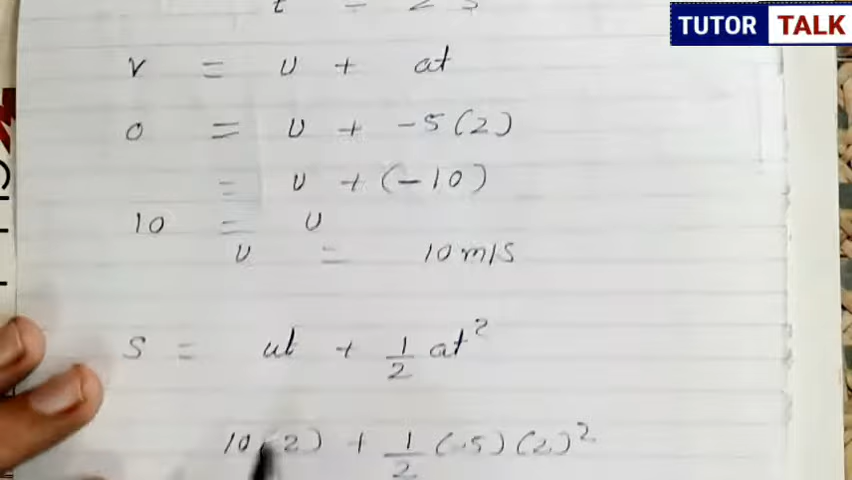 t = 2 s
TUTOR TALK
v = u + at
0 = u + -5(2)
= u + (-10)
10 = u
u = 10 m/s
s = ut + 1/2 at²
10(2) + 1/2 (-5) (2)²